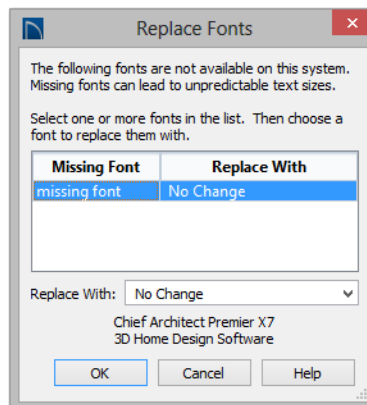 Replace Fonts
The following fonts are not available on this system.
Missing fonts can lead to unpredictable text sizes.
Select one or more fonts in the list. Then choose a
font to replace them with.
Missing Font Replace With
missing font No Change
Replace With: No Change
Chief Architect Premier X7
3D Home Design Software
OK Cancel Help